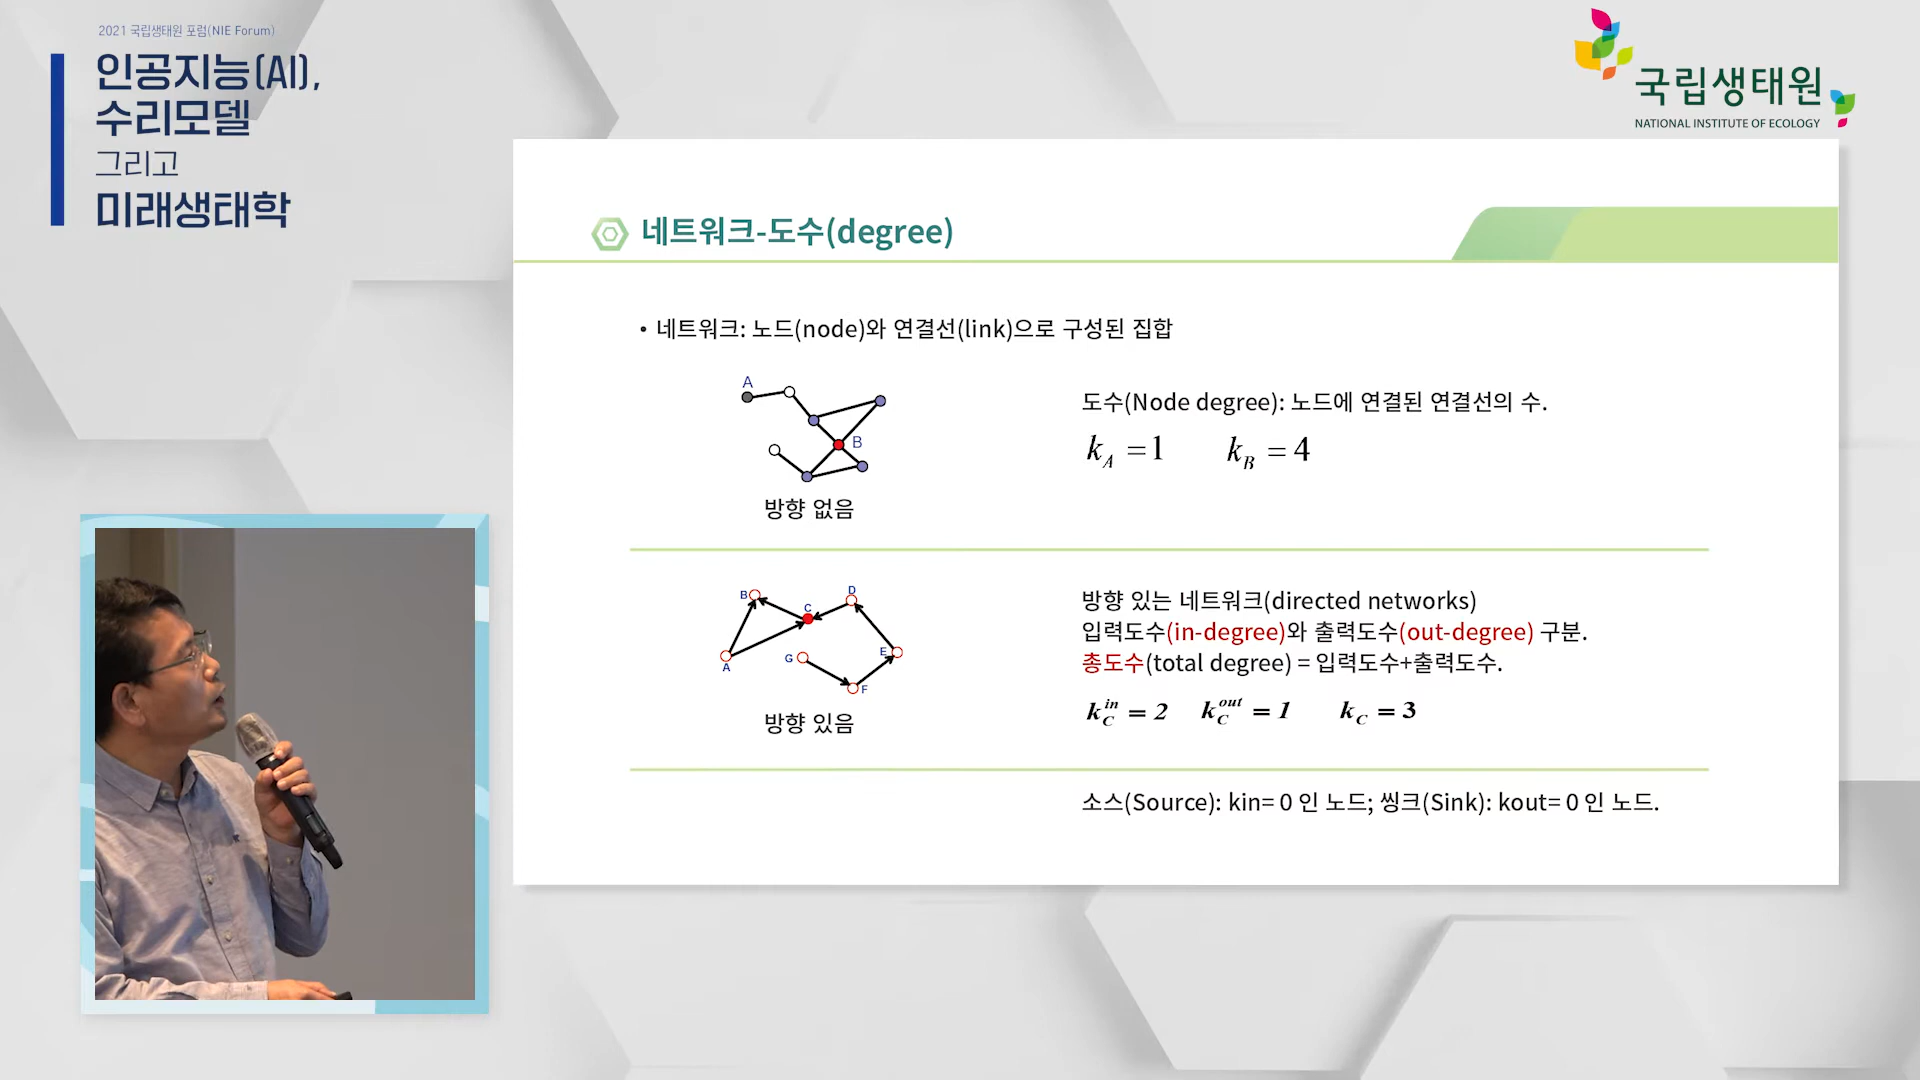 2021 국립생태원 포럼(NIE Forum)
인공지능(AI),
수리모델
그리고
미래생태학
국립생태원
NATIONAL INSTITUTE OF ECOLOGY
네트워크-도수(degree)
• 네트워크: 노드(node)와 연결선(link)으로 구성된 집합
A
B
방향 없음
도수(Node degree): 노드에 연결된 연결선의 수.
k_A = 1 k_B = 4
B
C
D
A
G
E
F
방향 있음
방향 있는 네트워크(directed networks)
입력도수(in-degree)와 출력도수(out-degree) 구분.
총도수(total degree) = 입력도수+출력도수.
k_C^in = 2 k_C^out = 1 k_C = 3
소스(Source): kin= 0 인 노드; 씽크(Sink): kout= 0 인 노드.